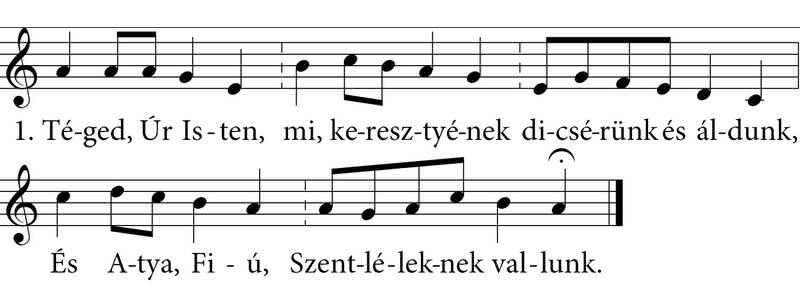 1. Té-ged, Úr Is-ten, mi, ke-resz-tyé-nek di-csé-rünk és ál-dunk,
És A-tya, Fi-ú, Szent-lé-lek-nek val-lunk.